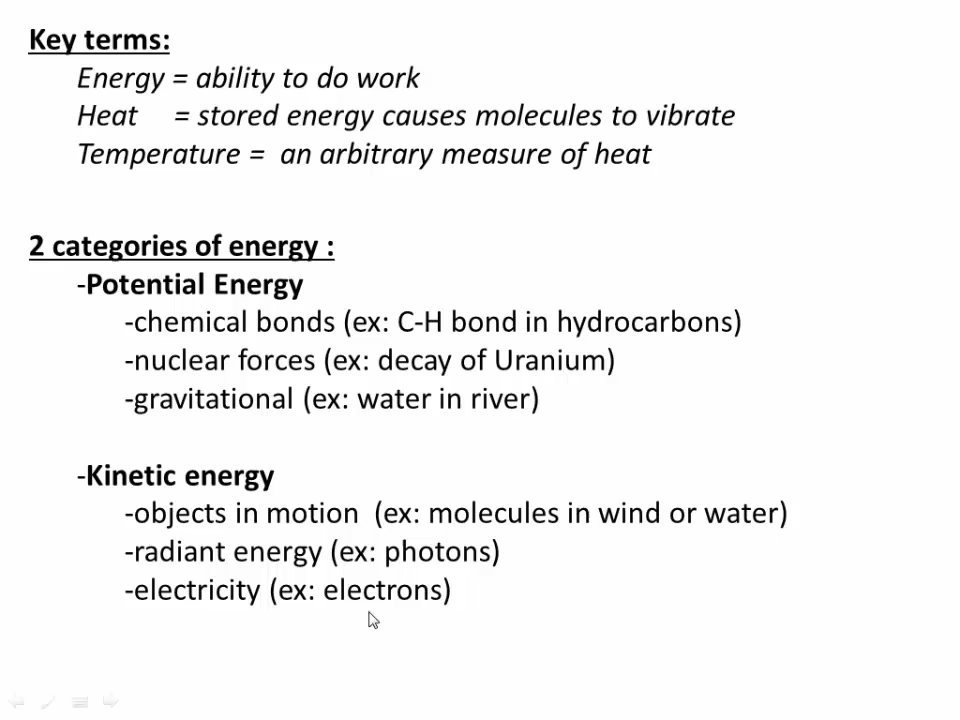 Key terms:
Energy = ability to do work
Heat = stored energy causes molecules to vibrate
Temperature = an arbitrary measure of heat
2 categories of energy :
-Potential Energy
-chemical bonds (ex: C-H bond in hydrocarbons)
-nuclear forces (ex: decay of Uranium)
-gravitational (ex: water in river)
-Kinetic energy
-objects in motion (ex: molecules in wind or water)
-radiant energy (ex: photons)
-electricity (ex: electrons)